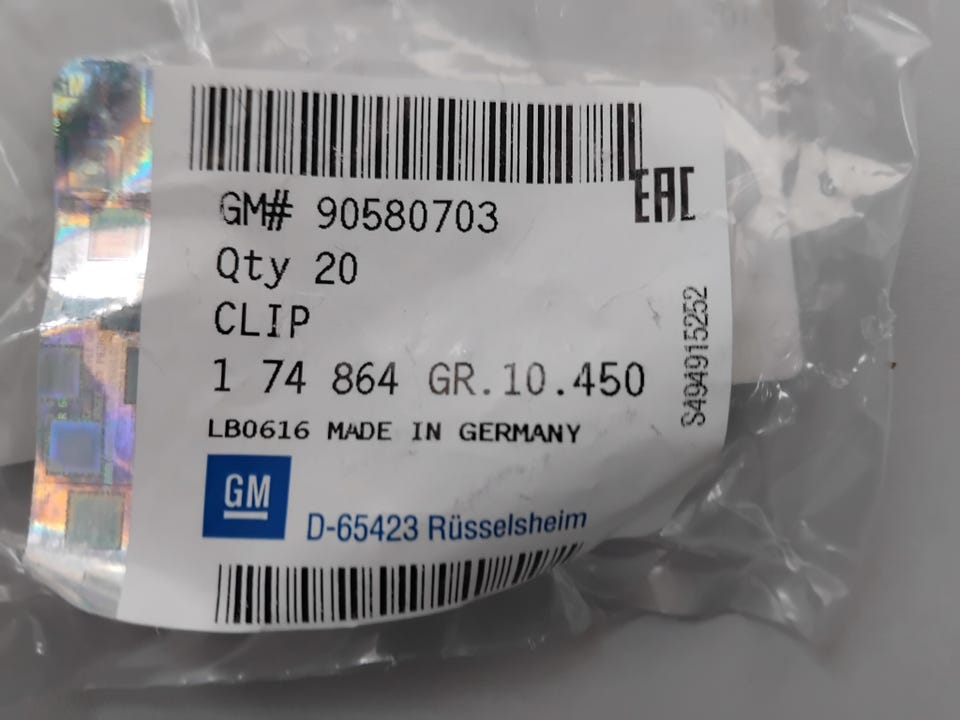 GM# 90580703
EAC
Qty 20
CLIP
1 74 864 GR.10.450
S494915252
LB0616 MADE IN GERMANY
GM
D-65423 Rüsselsheim